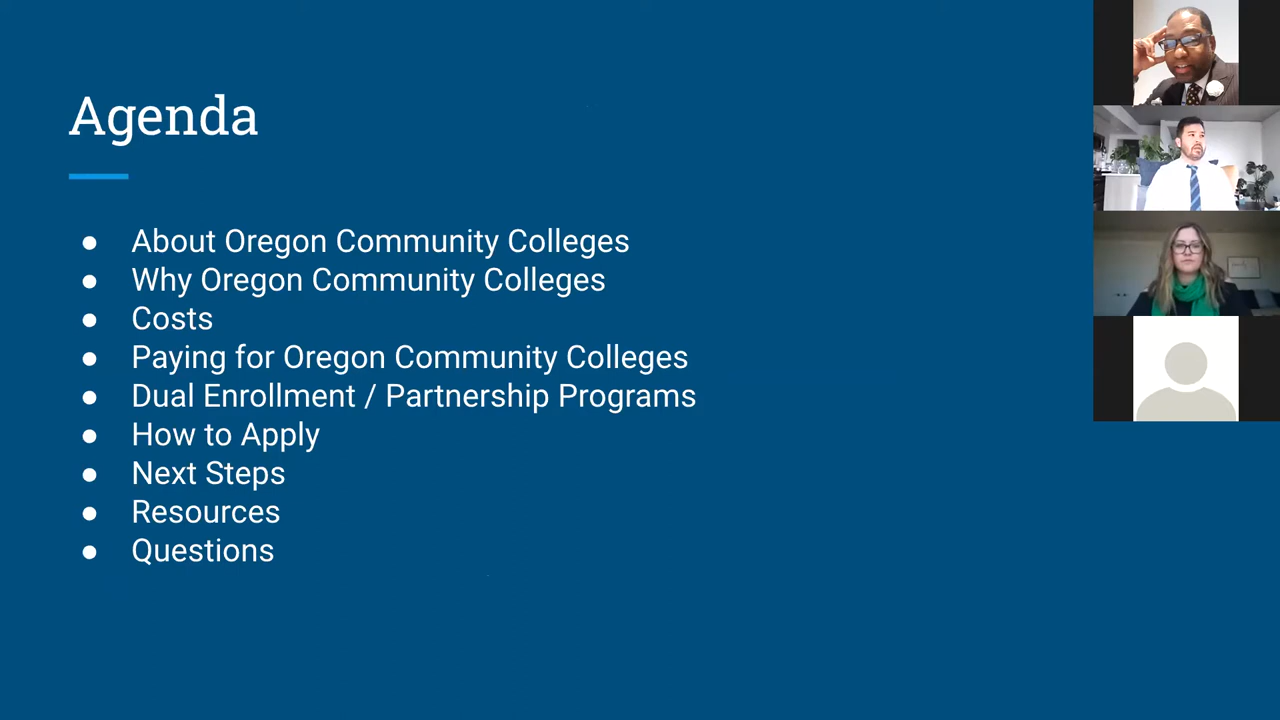 Agenda
● About Oregon Community Colleges
● Why Oregon Community Colleges
● Costs
● Paying for Oregon Community Colleges
● Dual Enrollment / Partnership Programs
● How to Apply
● Next Steps
● Resources
● Questions